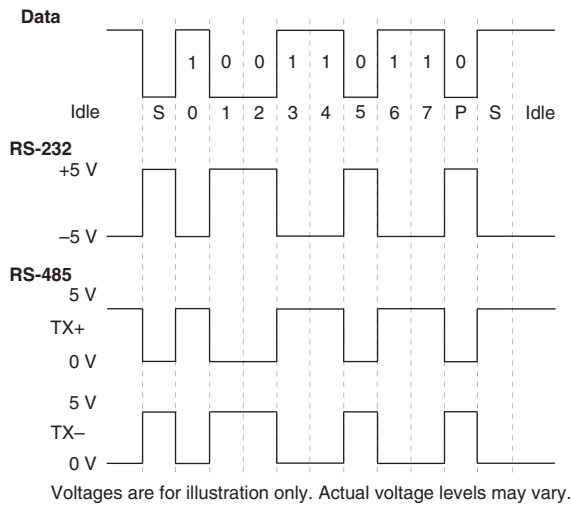 Data
1 0 0 1 1 0 1 1 0
Idle S 0 1 2 3 4 5 6 7 P S Idle
RS-232
+5 V
–5 V
RS-485
5 V
TX+
0 V
5 V
TX–
0 V
Voltages are for illustration only. Actual voltage levels may vary.